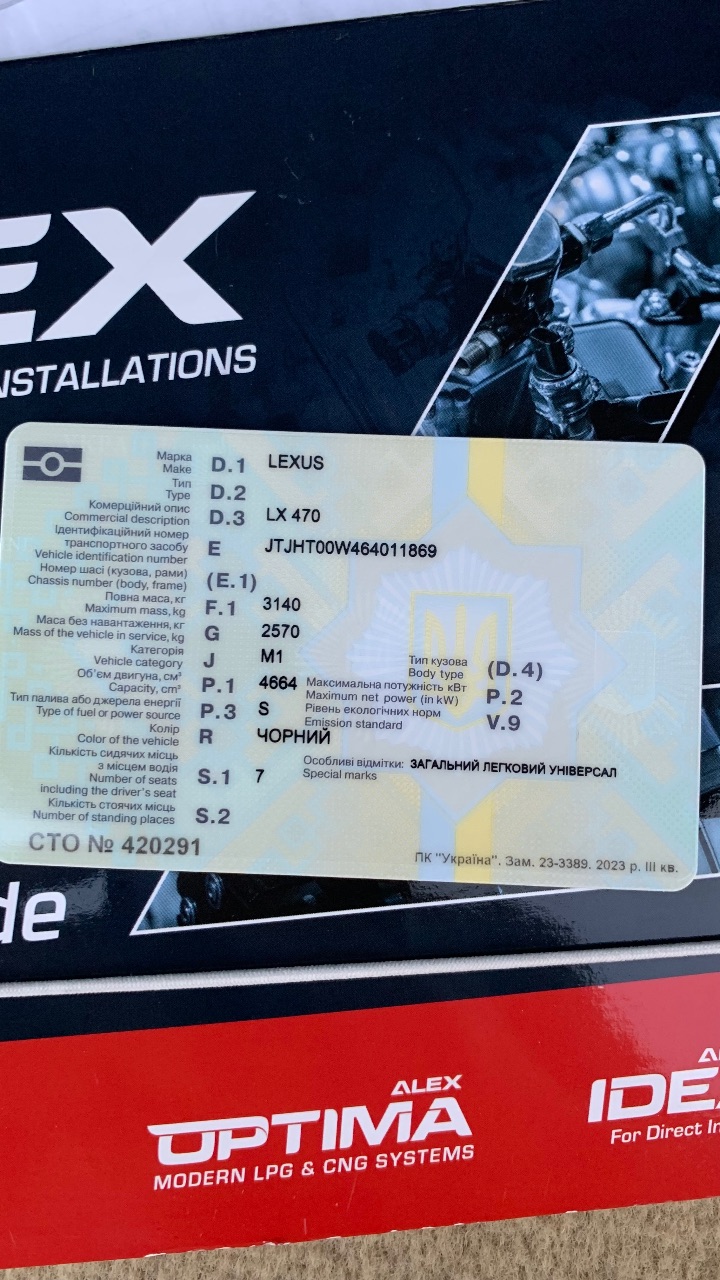 EX
NSTALLATIONS
Марка
Make D.1 LEXUS
Тип
Type D.2
Комерційний опис
Commercial description D.3 LX 470
Ідентифікаційний номер
транспортного засобу
Vehicle identification number E JTJHT00W464011869
Номер шасі (кузова, рами)
Chassis number (body, frame) (E.1)
Повна маса, кг
Maximum mass, kg F.1 3140
Маса без навантаження, кг
Mass of the vehicle in service, kg G 2570
Категорія
Vehicle category J M1
Тип кузова
Body type (D.4)
Об'єм двигуна, см³
Capacity, cm³ P.1 4664
Максимальна потужність кВт
Maximum net power (in kW) P.2
Тип палива або джерела енергії
Type of fuel or power source P.3 S
Рівень екологічних норм
Emission standard V.9
Колір
Color of the vehicle R ЧОРНИЙ
Кількість сидячих місць
з місцем водія
Number of seats
including the driver's seat S.1 7
Особливі відмітки: ЗАГАЛЬНИЙ ЛЕГКОВИЙ УНІВЕРСАЛ
Special marks
Кількість стоячих місць
Number of standing places S.2
СТО № 420291
ПК "Україна". Зам. 23-3389. 2023 р. III кв.
de
ALEX
OPTIMA
MODERN LPG & CNG SYSTEMS
IDE
For Direct